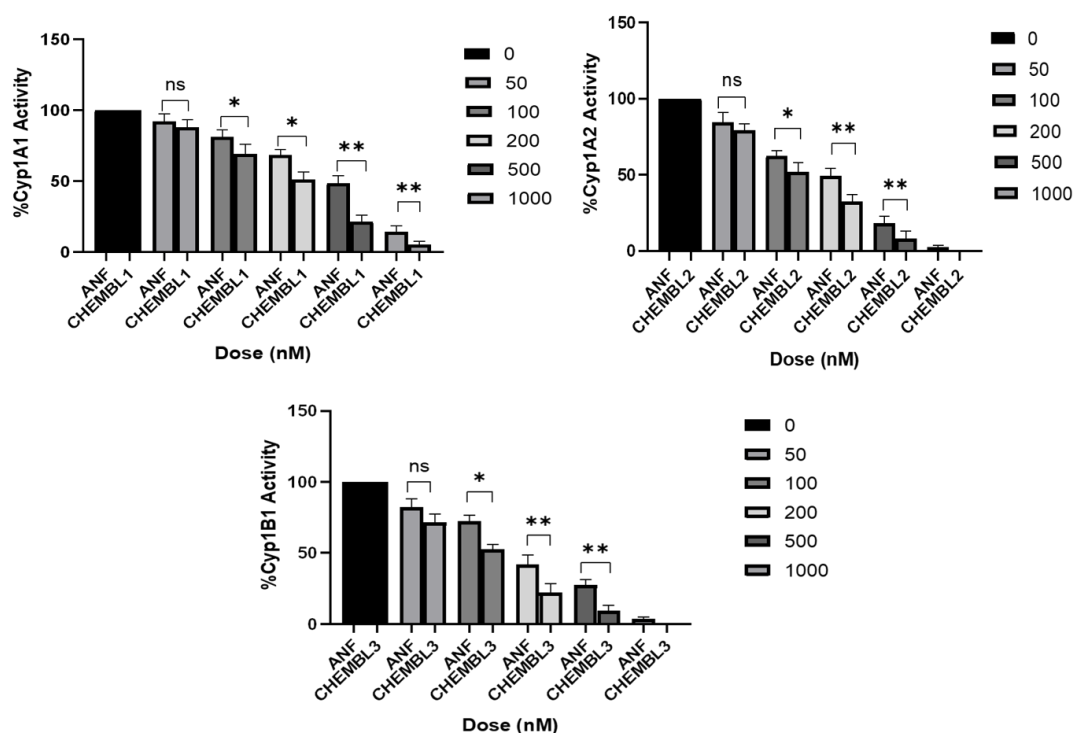 %Cyp1A1 Activity
150
100
50
0
ns
*
*
**
**
ANF
CHEMBL1
ANF
CHEMBL1
ANF
CHEMBL1
ANF
CHEMBL1
ANF
CHEMBL1
ANF
CHEMBL1
Dose (nM)
0
50
100
200
500
1000
%Cyp1A2 Activity
150
100
50
0
ns
*
**
**
ANF
CHEMBL2
ANF
CHEMBL2
ANF
CHEMBL2
ANF
CHEMBL2
ANF
CHEMBL2
ANF
CHEMBL2
Dose (nM)
0
50
100
200
500
1000
%Cyp1B1 Activity
150
100
50
0
ns
*
**
**
ANF
CHEMBL3
ANF
CHEMBL3
ANF
CHEMBL3
ANF
CHEMBL3
ANF
CHEMBL3
ANF
CHEMBL3
Dose (nM)
0
50
100
200
500
1000